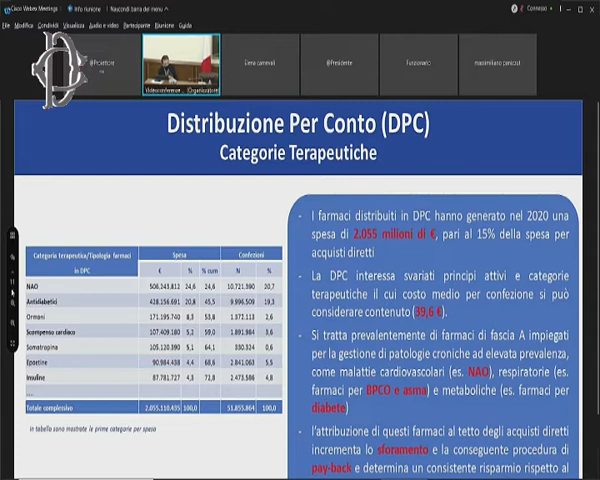 Cisco Webex Meetings
Info riunione
Nascondi barra dei menu
Connesso
File Modifica Condividi Visualizza Audio e video Partecipante Riunione Guida
@Proiettore
Videoconferenze
(Organizzatore)
@Presidente
Funzionario
Distribuzione Per Conto (DPC)
Categorie Terapeutiche
Categoria terapeutica/Tipologia farmaci in DPC Spesa Confezioni
€ % % cum N %
NAO 506.243.812 24,6 24,6 10.721.590 20,7
Antidiabetici 428.156.691 20,8 45,5 9.996.509 19,3
Ormoni 171.195.740 8,3 53,8 1.372.113 2,6
Scompenso cardiaco 107.409.180 5,2 59,0 1.891.984 3,6
Somatropina 105.120.390 5,1 64,1 330.324 0,6
Epoetine 90.984.438 4,4 68,6 2.841.063 5,5
Insuline 87.781.727 4,3 72,8 2.473.586 4,8
....
Totale complessivo 2.055.110.435 100,0 51.855.864 100,0
In tabella sono mostrate le prime categorie per spesa
- I farmaci distribuiti in DPC hanno generato nel 2020 una
spesa di 2.055 milioni di €, pari al 15% della spesa per
acquisti diretti
- La DPC interessa svariati principi attivi e categorie
terapeutiche il cui costo medio per confezione si può
considerare contenuto (39,6 €).
- Si tratta prevalentemente di farmaci di fascia A impiegati
per la gestione di patologie croniche ad elevata prevalenza,
come malattie cardiovascolari (es. NAO), respiratorie (es.
farmaci per BPCO e asma) e metaboliche (es. farmaci per
diabete)
- l'attribuzione di questi farmaci al tetto degli acquisti diretti
incrementa lo sforamento e la conseguente procedura di
pay-back e determina un consistente risparmio rispetto al